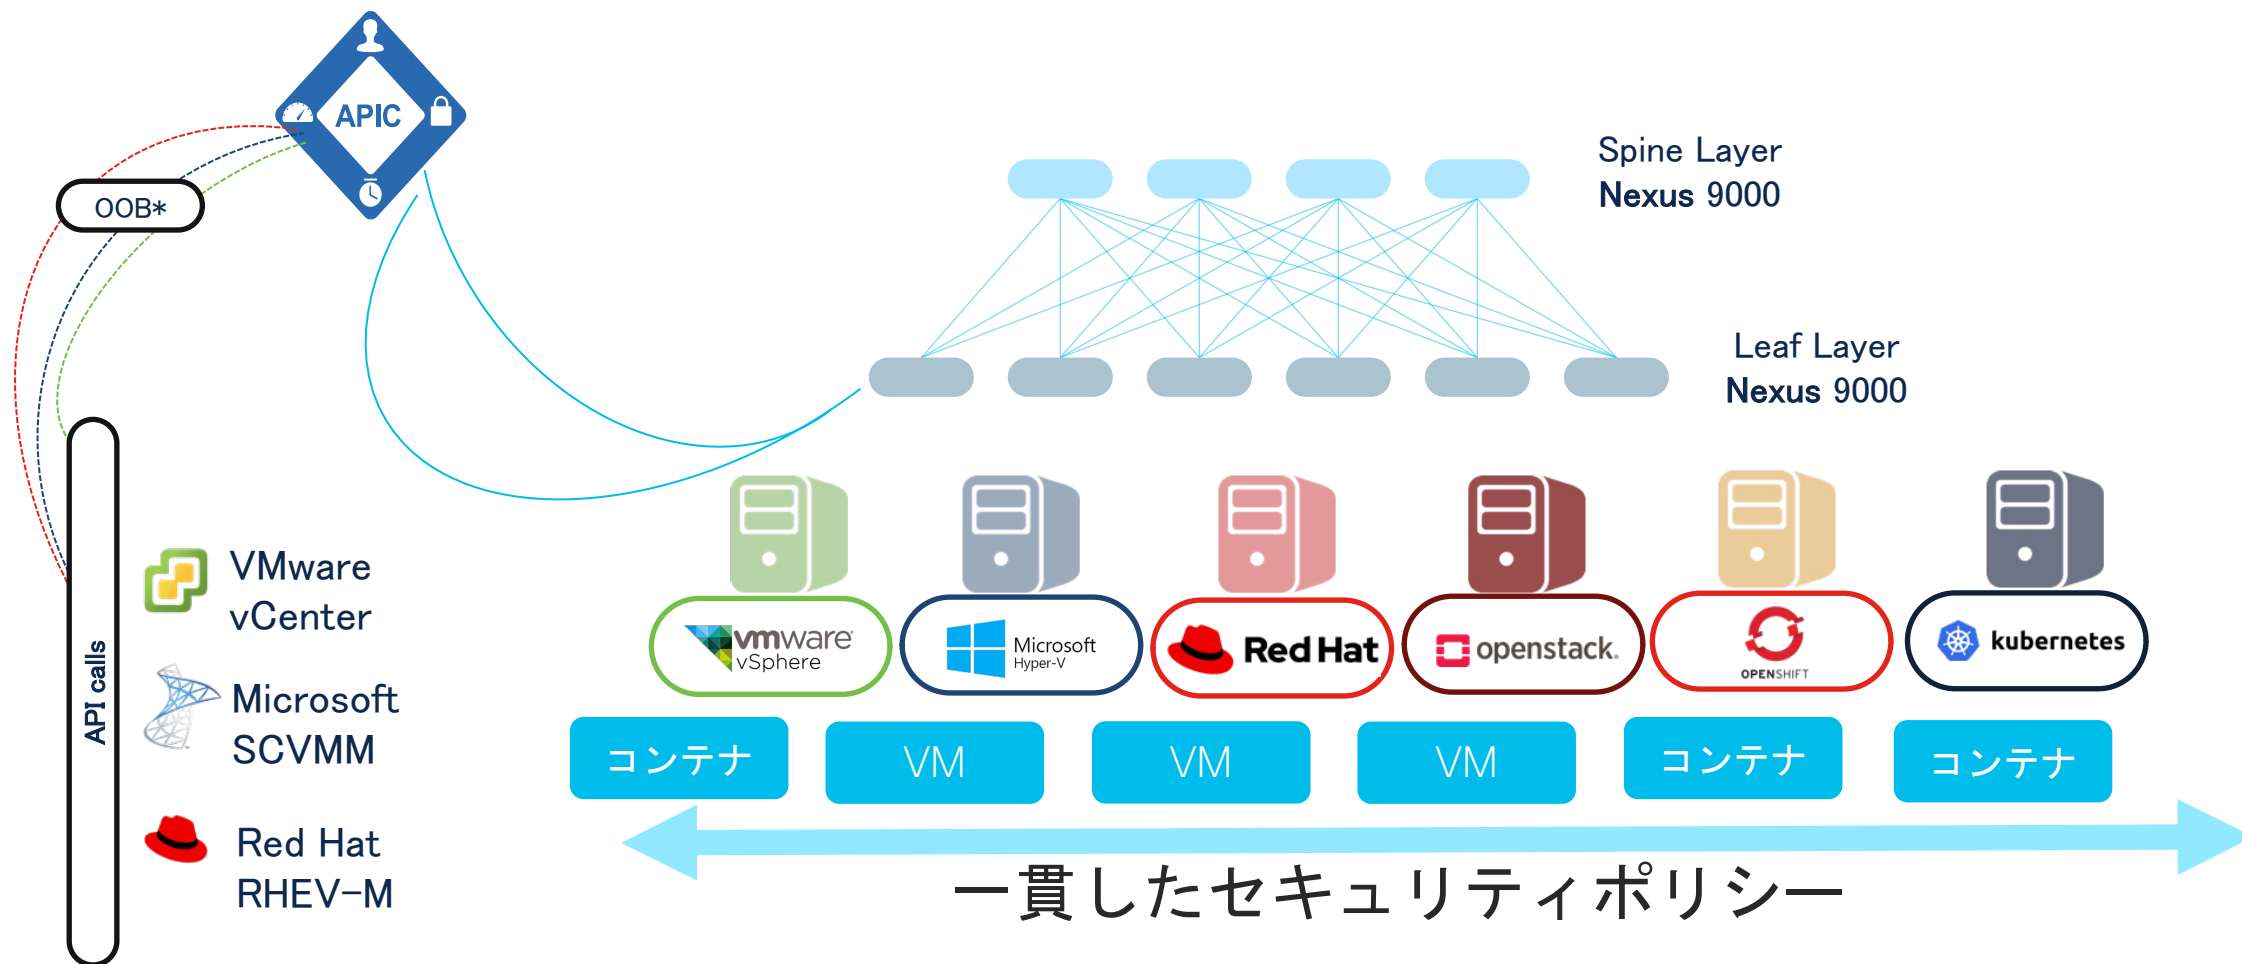 APIC
OOB*
Spine Layer
Nexus 9000
Leaf Layer
Nexus 9000
API calls
VMware
vCenter
Microsoft
SCVMM
Red Hat
RHEV-M
vmware
vSphere
Microsoft
Hyper-V
Red Hat
openstack.
OPENSHIFT
kubernetes
コンテナ
VM
VM
VM
コンテナ
コンテナ
一貫したセキュリティポリシー